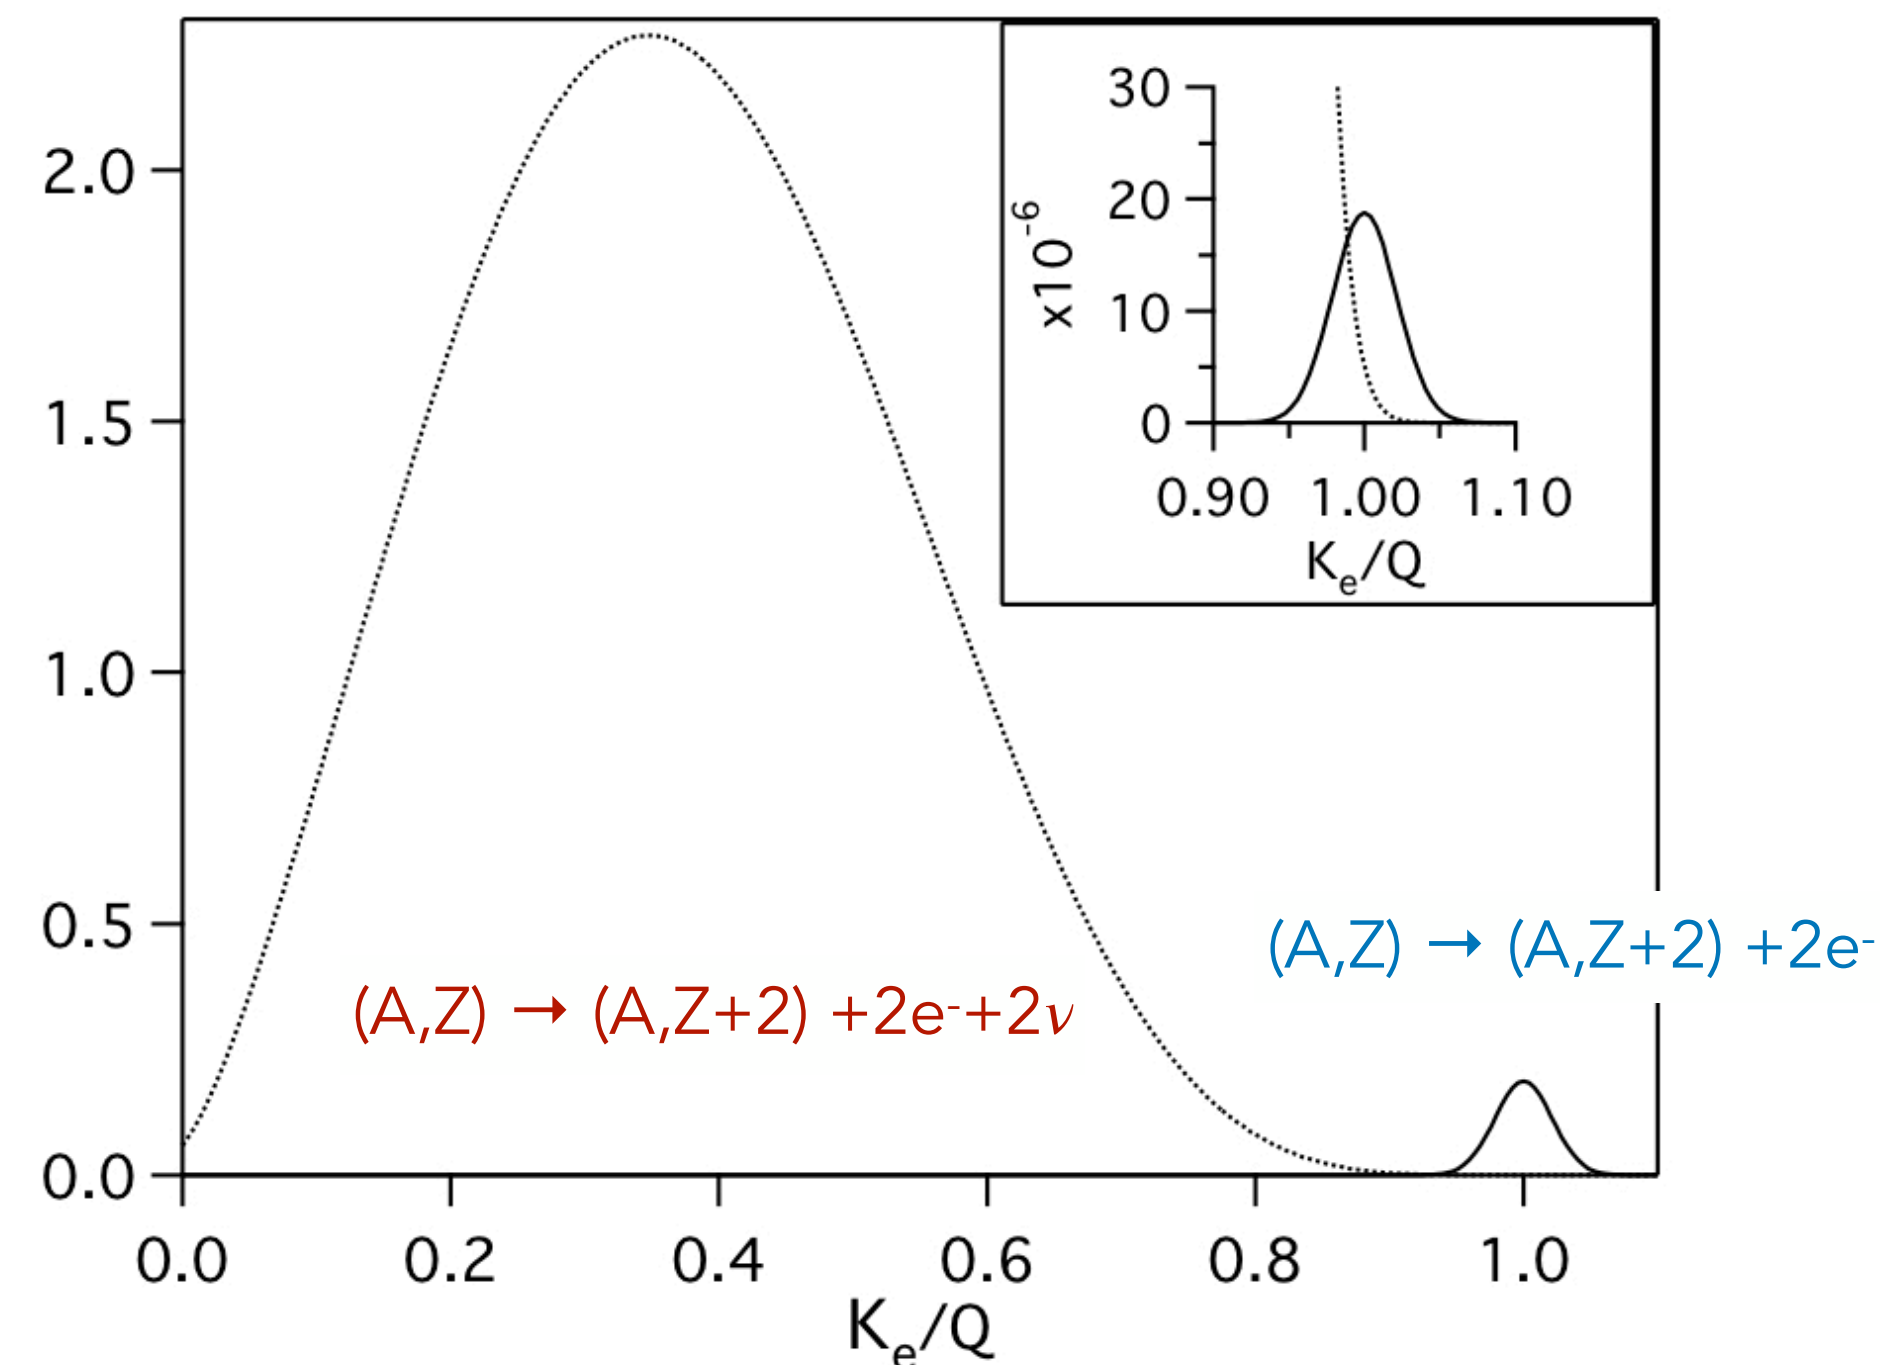 2.0
1.5
1.0
0.5
0.0
0.0 0.2 0.4 0.6 0.8 1.0
Ke/Q
30
20
10
0
x10-6
0.90 1.00 1.10
Ke/Q
(A,Z) → (A,Z+2) +2e-
(A,Z) → (A,Z+2) +2e-+2ν